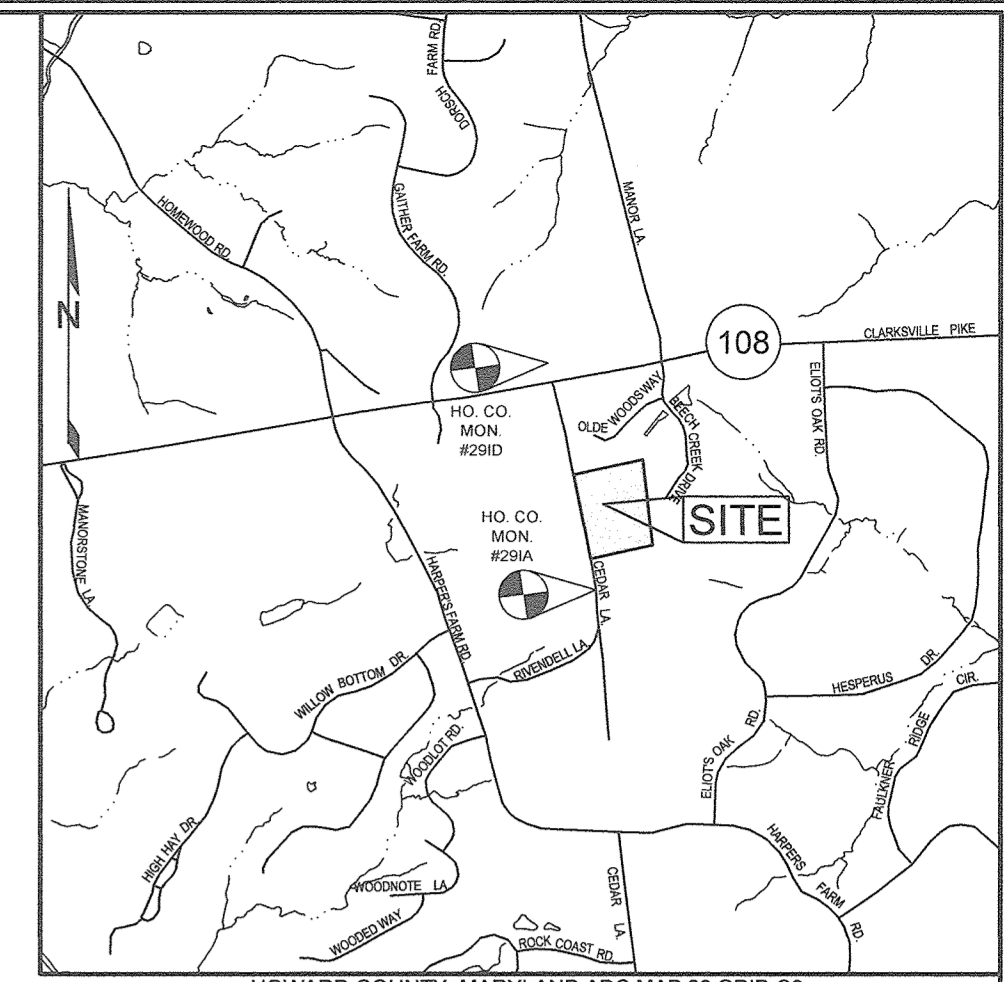 FARM RD.
DORSCH
HOMEWOOD RD.
GAITHER FARM RD.
MANOR LA.
N
108
CLARKSVILLE PIKE
HO. CO.
MON.
#29ID
OLDE WOODS WAY
BEECH CREEK DRIVE
ELIOT'S OAK RD.
SITE
HO. CO.
MON.
#29IA
MANORSTONE LA.
HARPER'S FARM RD.
CEDAR LA.
RIVENDELL LA.
WILLOW BOTTOM DR.
HESPERUS DR.
WOODLOT RD.
ELIOT'S OAK RD.
FAULKNER RIDGE CIR.
HIGH HAY DR.
HARPERS FARM RD.
WOODNOTE LA
CEDAR LA.
WOODED WAY
ROCK COAST RD.